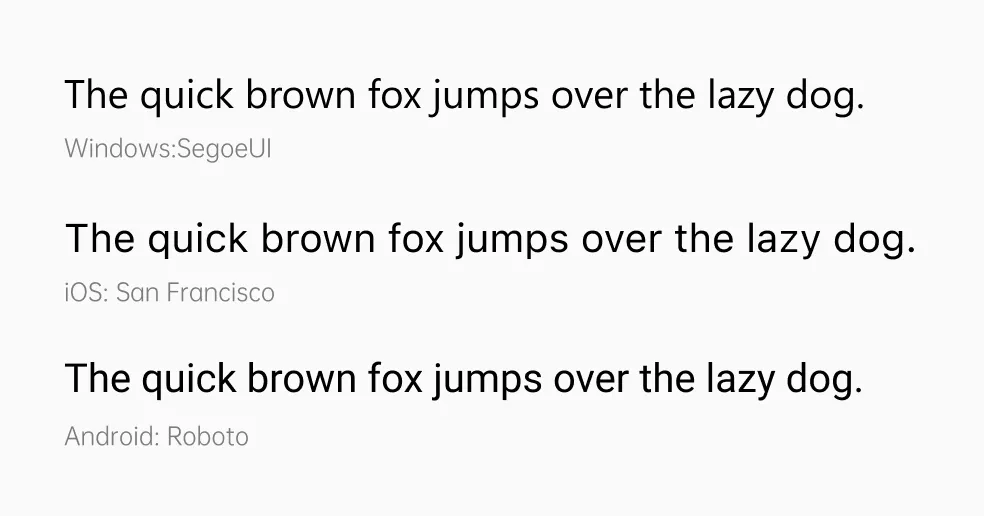 The quick brown fox jumps over the lazy dog.
Windows:SegoeUI
The quick brown fox jumps over the lazy dog.
iOS: San Francisco
The quick brown fox jumps over the lazy dog.
Android: Roboto